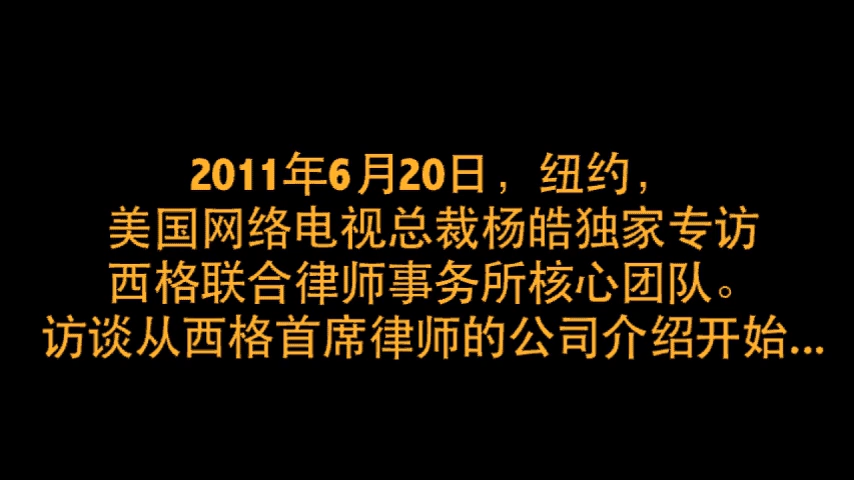 2011年6月20日，纽约，
美国网络电视总裁杨皓独家专访
西格联合律师事务所核心团队。
访谈从西格首席律师的公司介绍开始...